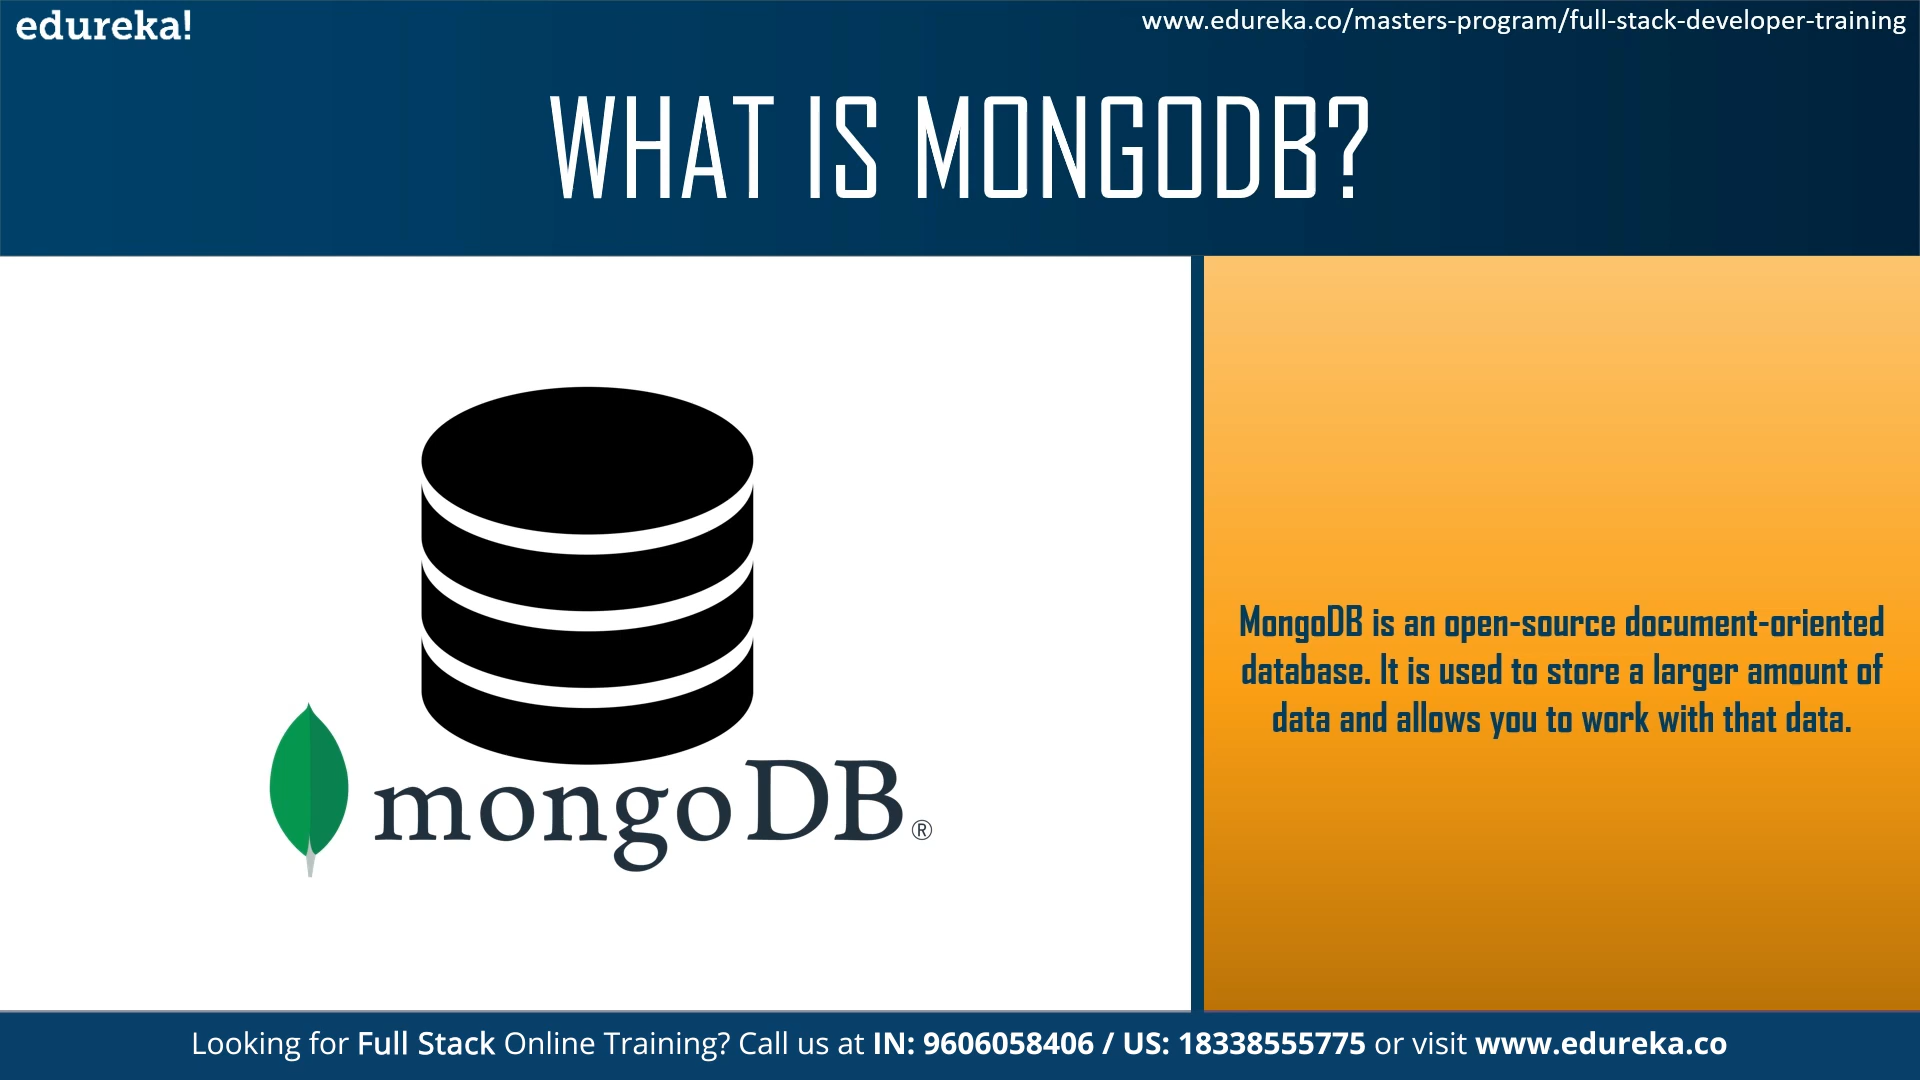 edureka!
www.edureka.co/masters-program/full-stack-developer-training
WHAT IS MONGODB?
mongoDB®
MongoDB is an open-source document-oriented
database. It is used to store a larger amount of
data and allows you to work with that data.
Looking for Full Stack Online Training? Call us at IN: 9606058406 / US: 18338555775 or visit www.edureka.co